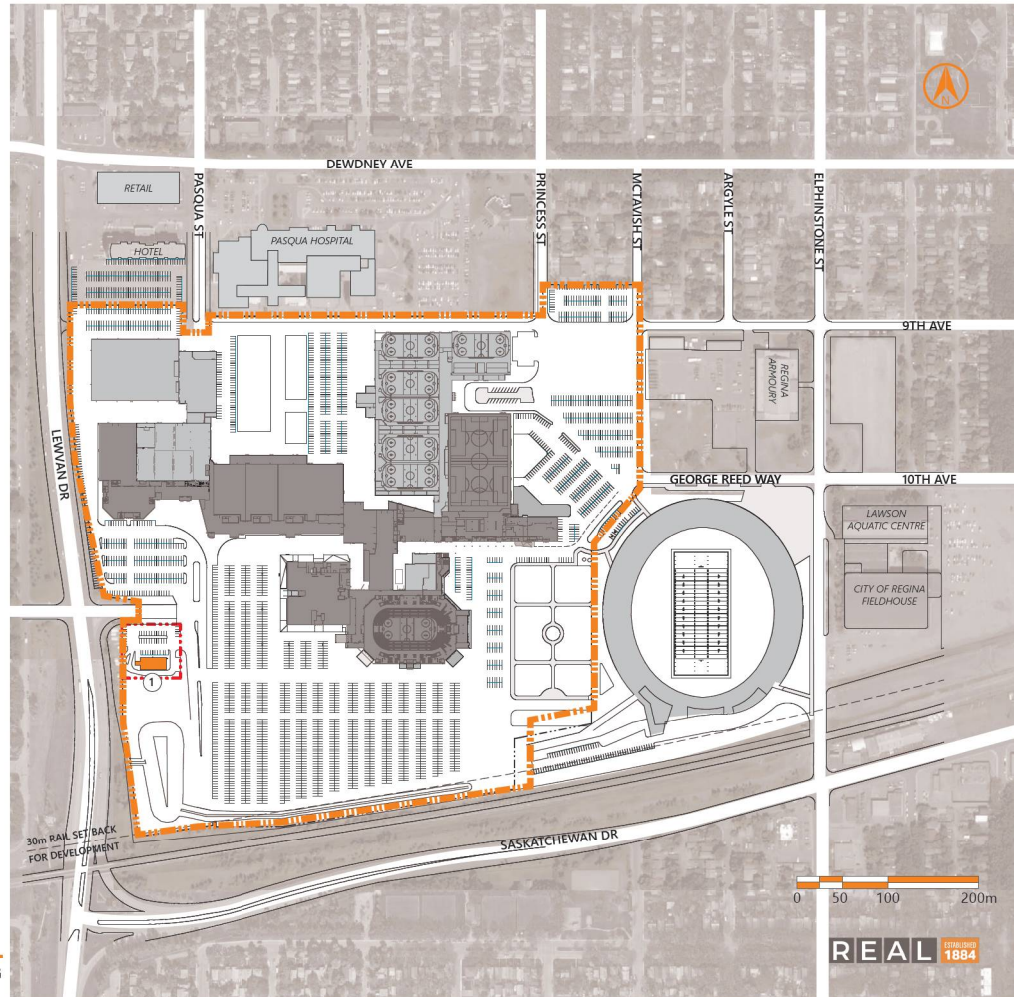 DEWDNEY AVE
RETAIL
PASQUA ST
PRINCESS ST
MCTAVISH ST
ARGYLE ST
ELPHINSTONE ST
PASQUA HOSPITAL
HOTEL
9TH AVE
REGINA
ARMOURY
LEWVAN DR
GEORGE REED WAY
10TH AVE
LAWSON
AQUATIC CENTRE
CITY OF REGINA
FIELDHOUSE
1
30m RAIL SET BACK
FOR DEVELOPMENT
SASKATCHEWAN DR
0 50 100 200m
REAL ESTABLISHED
1884
N